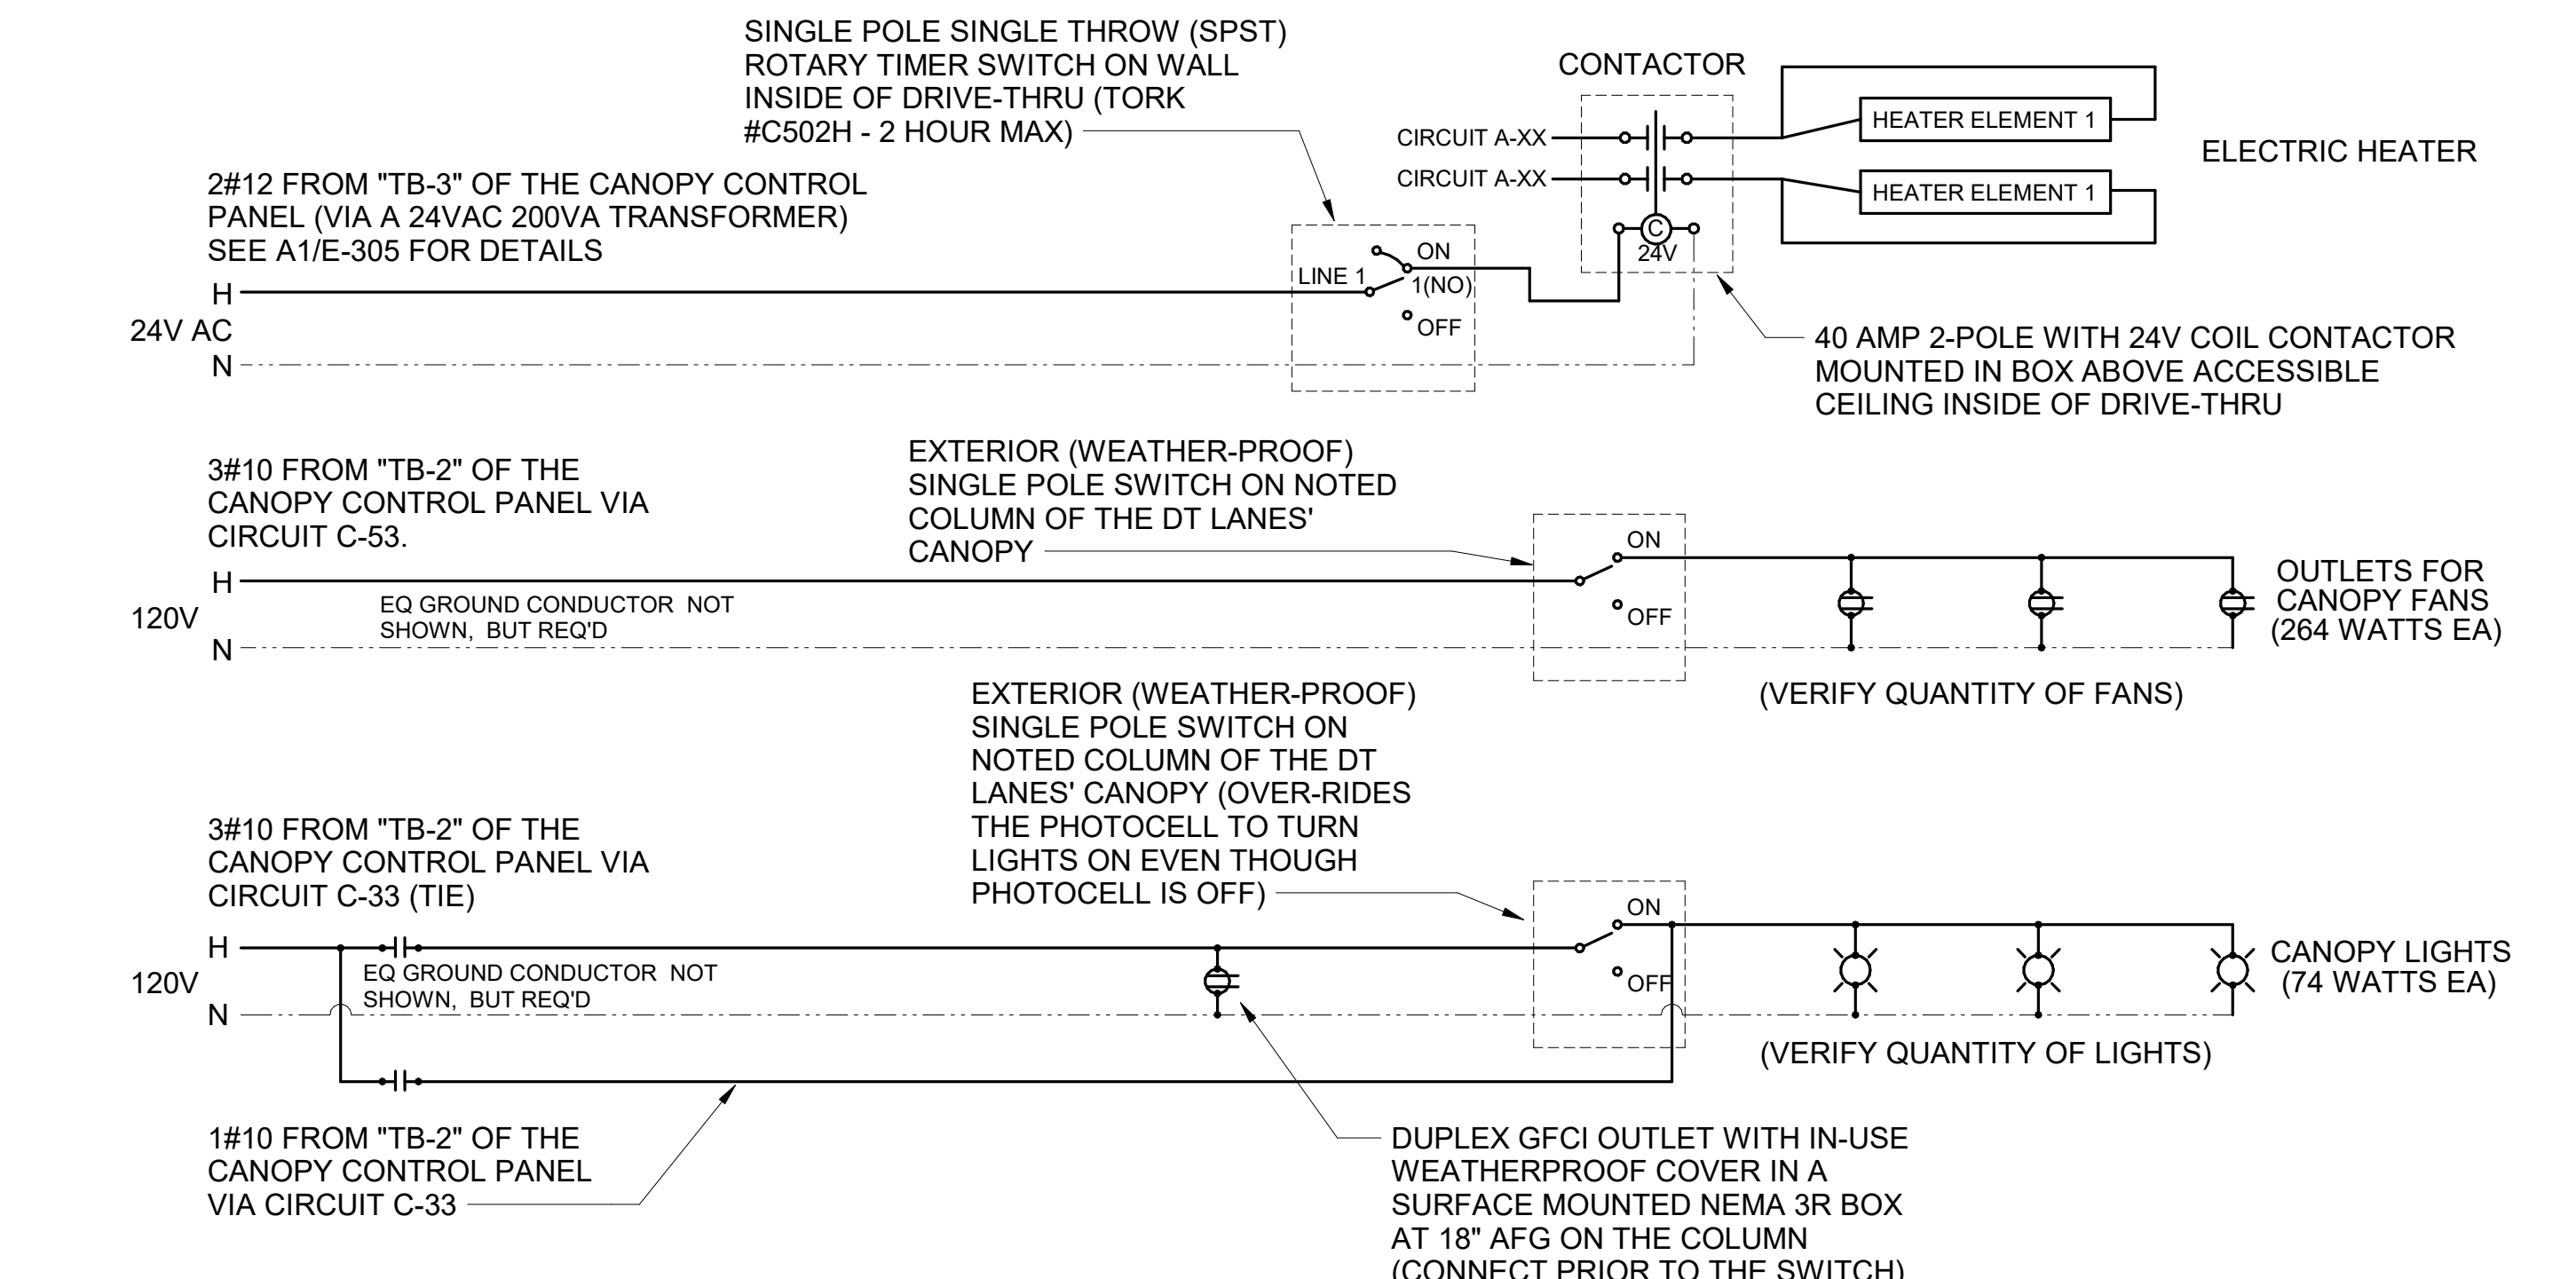 SINGLE POLE SINGLE THROW (SPST)
ROTARY TIMER SWITCH ON WALL
INSIDE OF DRIVE-THRU (TORK
#C502H - 2 HOUR MAX)
CONTACTOR
CIRCUIT A-XX
CIRCUIT A-XX
HEATER ELEMENT 1
HEATER ELEMENT 1
ELECTRIC HEATER
C
24V
2#12 FROM "TB-3" OF THE CANOPY CONTROL
PANEL (VIA A 24VAC 200VA TRANSFORMER)
SEE A1/E-305 FOR DETAILS
H
24V AC
N
LINE 1
ON
1(NO)
OFF
40 AMP 2-POLE WITH 24V COIL CONTACTOR
MOUNTED IN BOX ABOVE ACCESSIBLE
CEILING INSIDE OF DRIVE-THRU
3#10 FROM "TB-2" OF THE
CANOPY CONTROL PANEL VIA
CIRCUIT C-53.
EXTERIOR (WEATHER-PROOF)
SINGLE POLE SWITCH ON NOTED
COLUMN OF THE DT LANES'
CANOPY
H
120V
N
EQ GROUND CONDUCTOR  NOT
SHOWN,  BUT REQ'D
ON
OFF
OUTLETS FOR
CANOPY FANS
(264 WATTS EA)
(VERIFY QUANTITY OF FANS)
EXTERIOR (WEATHER-PROOF)
SINGLE POLE SWITCH ON
NOTED COLUMN OF THE DT
LANES' CANOPY (OVER-RIDES
THE PHOTOCELL TO TURN
LIGHTS ON EVEN THOUGH
PHOTOCELL IS OFF)
3#10 FROM "TB-2" OF THE
CANOPY CONTROL PANEL VIA
CIRCUIT C-33 (TIE)
H
120V
N
EQ GROUND CONDUCTOR  NOT
SHOWN,  BUT REQ'D
ON
OFF
CANOPY LIGHTS
(74 WATTS EA)
(VERIFY QUANTITY OF LIGHTS)
1#10 FROM "TB-2" OF THE
CANOPY CONTROL PANEL
VIA CIRCUIT C-33
DUPLEX GFCI OUTLET WITH IN-USE
WEATHERPROOF COVER IN A
SURFACE MOUNTED NEMA 3R BOX
AT 18" AFG ON THE COLUMN
(CONNECT PRIOR TO THE SWITCH)